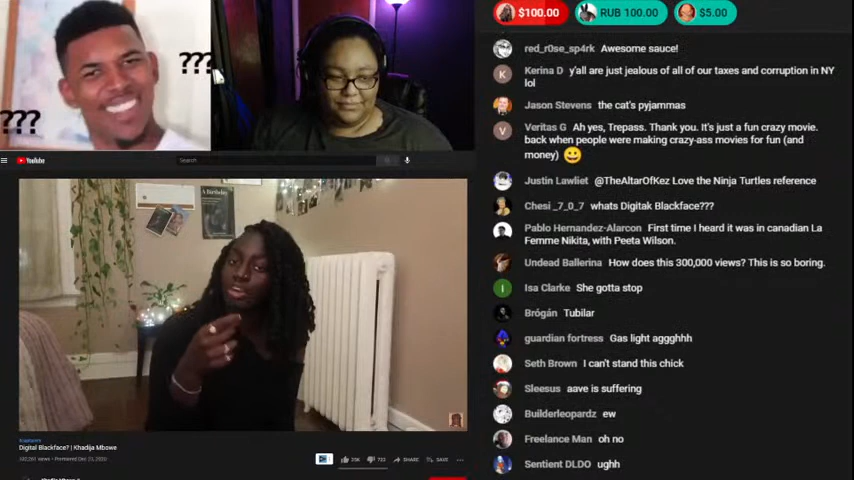 ???
???
YouTube
Search
A Birthday
Digital Blackface? | Khadija Mbowe
SHARE
SAVE
$100.00
RUB 100.00
$5.00
red_r0se_sp4rk Awesome sauce!
Kerina D y'all are just jealous of all of our taxes and corruption in NY
lol
Jason Stevens the cat's pyjammas
Veritas G Ah yes, Trepass. Thank you. It's just a fun crazy movie.
back when people were making crazy-ass movies for fun (and
money)
Justin Lawliet @TheAltarOfKez Love the Ninja Turtles reference
Chesi _7_0_7 whats Digitak Blackface???
Pablo Hernandez-Alarcon First time I heard it was in canadian La
Femme Nikita, with Peeta Wilson.
Undead Ballerina How does this 300,000 views? This is so boring.
Isa Clarke She gotta stop
Brógán Tubilar
guardian fortress Gas light aggghhh
Seth Brown I can't stand this chick
Sleesus aave is suffering
Builderleopardz ew
Freelance Man oh no
Sentient DLDO ughh